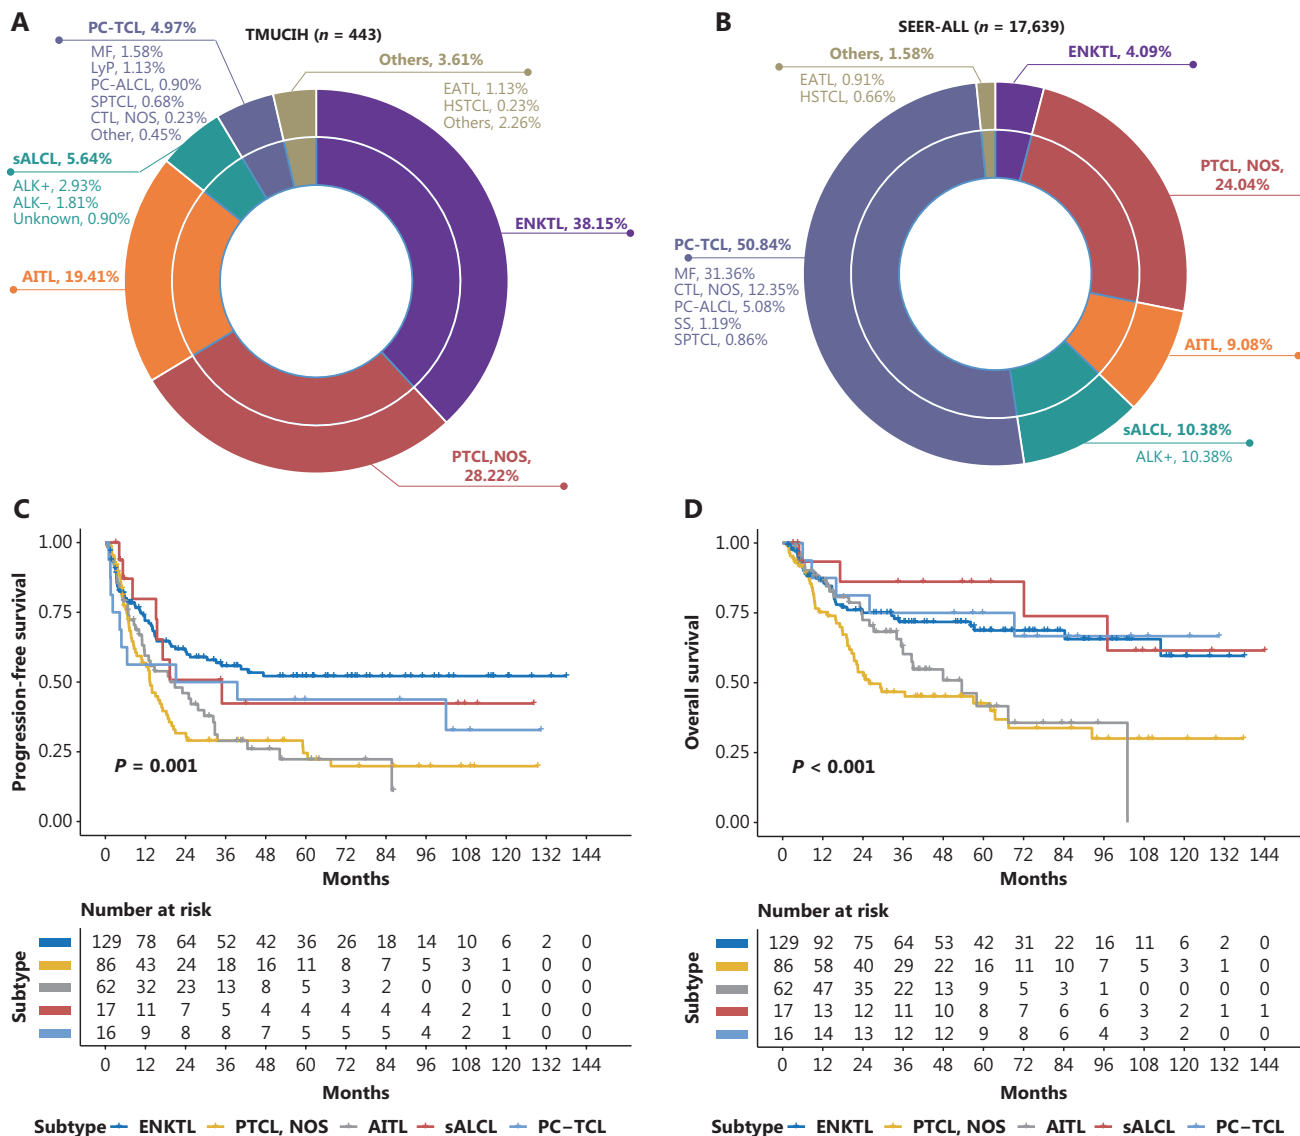 A
TMUCIH (n = 443)
PC-TCL, 4.97%
MF, 1.58%
LyP, 1.13%
PC-ALCL, 0.90%
SPTCL, 0.68%
CTL, NOS, 0.23%
Other, 0.45%
Others, 3.61%
EATL, 1.13%
HSTCL, 0.23%
Others, 2.26%
sALCL, 5.64%
ALK+, 2.93%
ALK–, 1.81%
Unknown, 0.90%
ENKTL, 38.15%
AITL, 19.41%
PTCL,NOS,
28.22%
B
SEER-ALL (n = 17,639)
Others, 1.58%
EATL, 0.91%
HSTCL, 0.66%
ENKTL, 4.09%
PTCL, NOS,
24.04%
PC-TCL, 50.84%
MF, 31.36%
CTL, NOS, 12.35%
PC-ALCL, 5.08%
SS, 1.19%
SPTCL, 0.86%
AITL, 9.08%
sALCL, 10.38%
ALK+, 10.38%
C
Progression-free survival
1.00
0.75
0.50
0.25
0.00
P = 0.001
0 12 24 36 48 60 72 84 96 108 120 132 144
Months
Number at risk
Subtype
129 78 64 52 42 36 26 18 14 10 6 2 0
86 43 24 18 16 11 8 7 5 3 1 0 0
62 32 23 13 8 5 3 2 0 0 0 0 0
17 11 7 5 4 4 4 4 4 2 1 0 0
16 9 8 8 7 5 5 5 4 2 1 0 0
0 12 24 36 48 60 72 84 96 108 120 132 144
Months
Subtype ENKTL PTCL, NOS AITL sALCL PC–TCL
D
Overall survival
1.00
0.75
0.50
0.25
0.00
P < 0.001
0 12 24 36 48 60 72 84 96 108 120 132 144
Months
Number at risk
Subtype
129 92 75 64 53 42 31 22 16 11 6 2 0
86 58 40 29 22 16 11 10 7 5 3 1 0
62 47 35 22 13 9 5 3 1 0 0 0 0
17 13 12 11 10 8 7 6 6 3 2 1 1
16 14 13 12 12 9 8 6 4 3 2 0 0
0 12 24 36 48 60 72 84 96 108 120 132 144
Months
Subtype ENKTL PTCL, NOS AITL sALCL PC–TCL